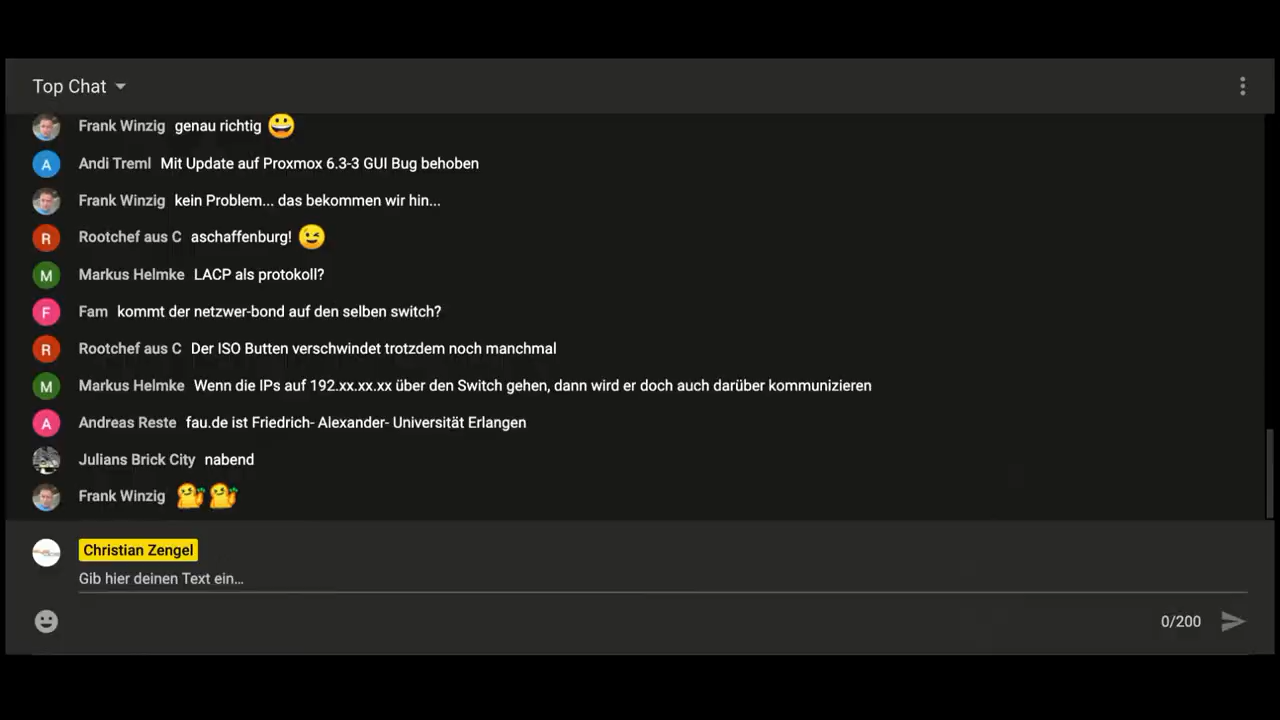 Top Chat
Frank Winzig genau richtig 😀
Andi Treml Mit Update auf Proxmox 6.3-3 GUI Bug behoben
Frank Winzig kein Problem... das bekommen wir hin...
Rootchef aus C aschaffenburg! 😉
Markus Helmke LACP als protokoll?
Fam kommt der netzwer-bond auf den selben switch?
Rootchef aus C Der ISO Butten verschwindet trotzdem noch manchmal
Markus Helmke Wenn die IPs auf 192.xx.xx.xx über den Switch gehen, dann wird er doch auch darüber kommunizieren
Andreas Reste fau.de ist Friedrich- Alexander- Universität Erlangen
Julians Brick City nabend
Frank Winzig
Christian Zengel
Gib hier deinen Text ein...
0/200